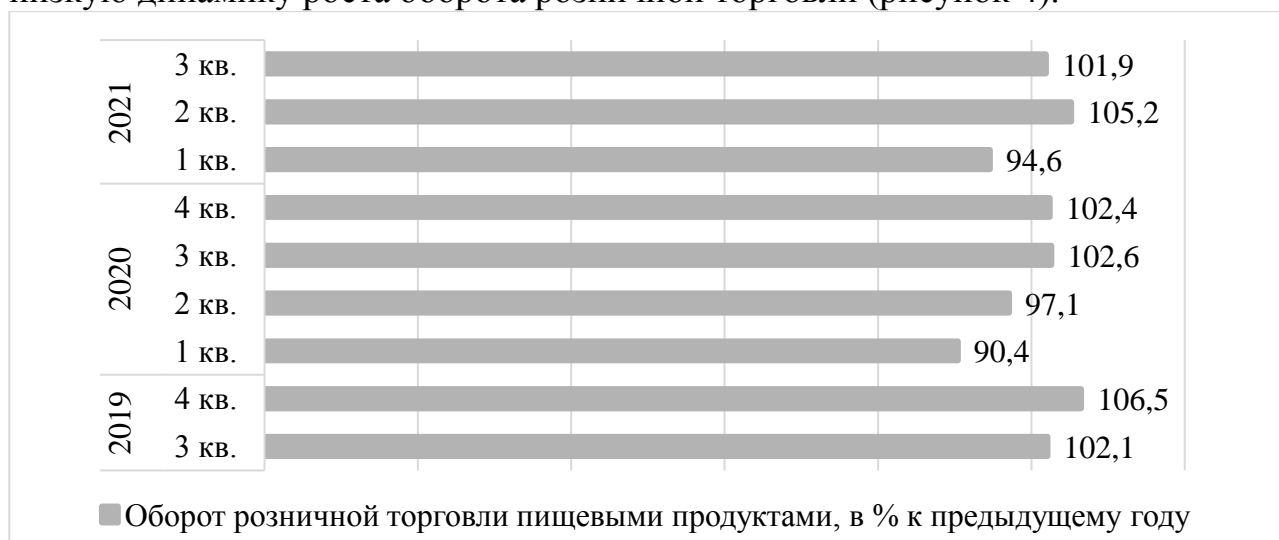 низкую динамику роста оборота розничной торговли (рисунок 4).
2021
3 кв. 101,9
2 кв. 105,2
1 кв. 94,6
2020
4 кв. 102,4
3 кв. 102,6
2 кв. 97,1
1 кв. 90,4
2019
4 кв. 106,5
3 кв. 102,1
Оборот розничной торговли пищевыми продуктами, в % к предыдущему году